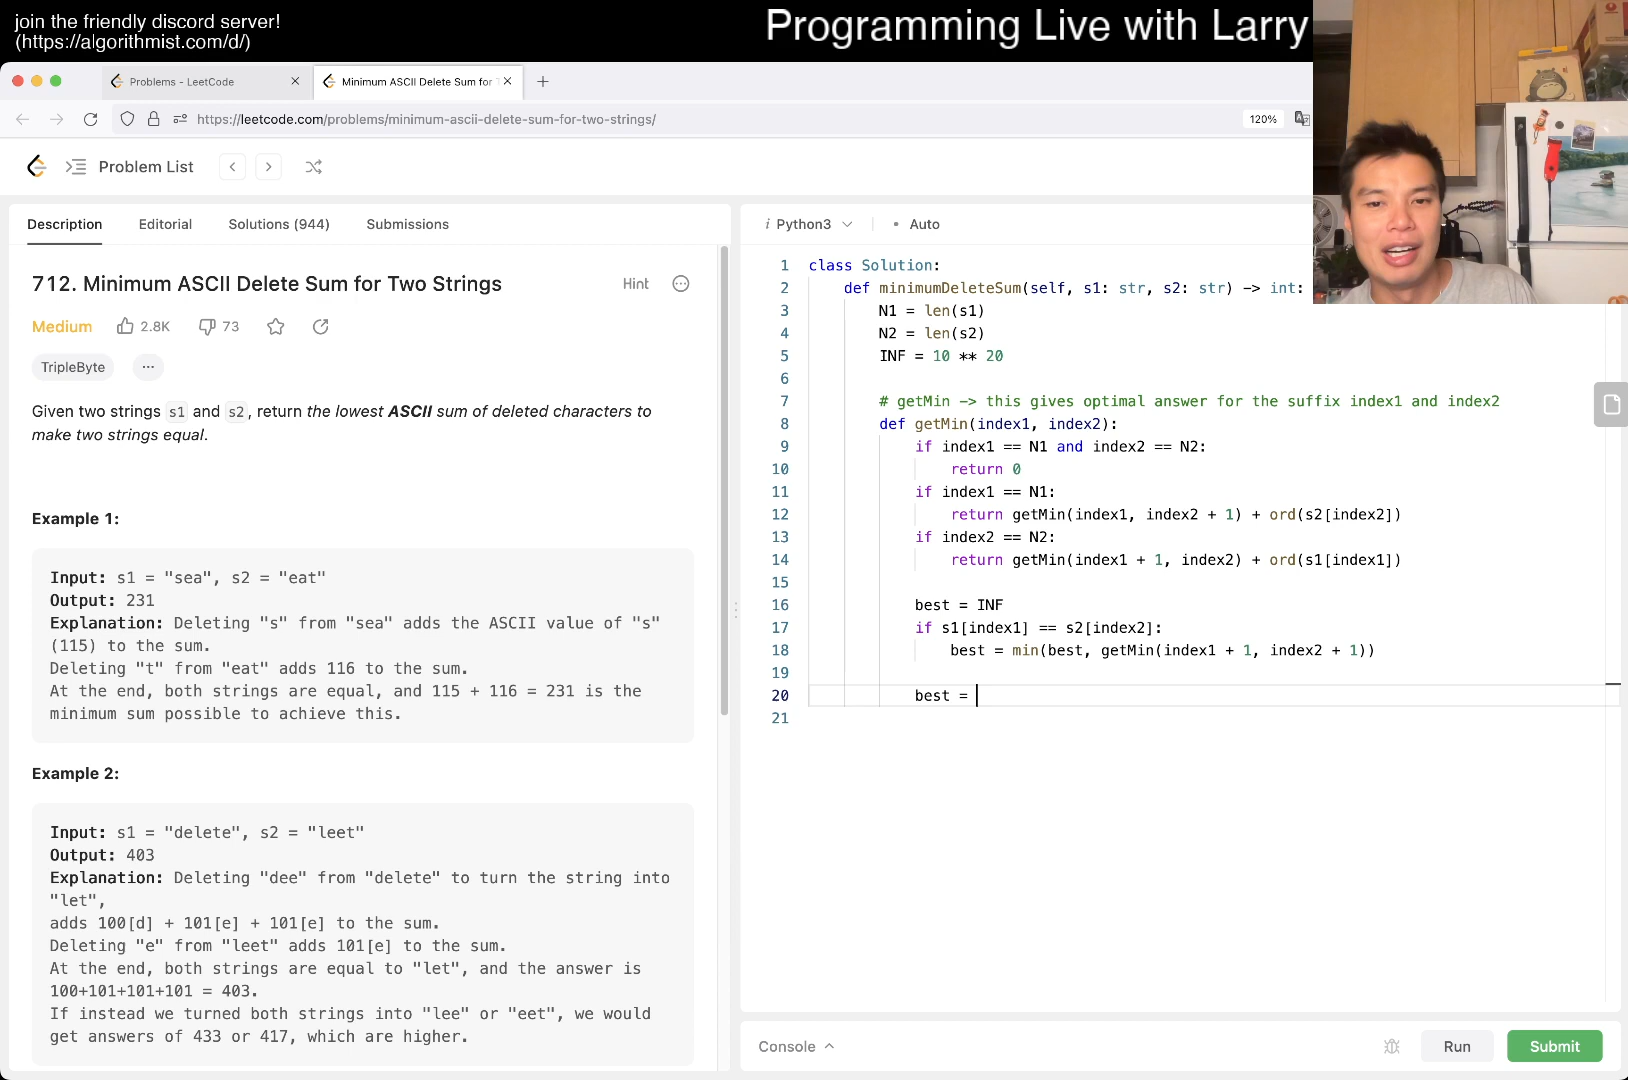 join the friendly discord server!
(https://algorithmist.com/d/)
Programming Live with Larry
Problems - LeetCode
Minimum ASCII Delete Sum for
https://leetcode.com/problems/minimum-ascii-delete-sum-for-two-strings/
120%
Problem List
Description Editorial Solutions (944) Submissions
712. Minimum ASCII Delete Sum for Two Strings
Hint
Medium 2.8K 73
TripleByte ...
Given two strings s1 and s2, return the lowest ASCII sum of deleted characters to
make two strings equal.
Example 1:
Input: s1 = "sea", s2 = "eat"
Output: 231
Explanation: Deleting "s" from "sea" adds the ASCII value of "s"
(115) to the sum.
Deleting "t" from "eat" adds 116 to the sum.
At the end, both strings are equal, and 115 + 116 = 231 is the
minimum sum possible to achieve this.
Example 2:
Input: s1 = "delete", s2 = "leet"
Output: 403
Explanation: Deleting "dee" from "delete" to turn the string into
"let",
adds 100[d] + 101[e] + 101[e] to the sum.
Deleting "e" from "leet" adds 101[e] to the sum.
At the end, both strings are equal to "let", and the answer is
100+101+101+101 = 403.
If instead we turned both strings into "lee" or "eet", we would
get answers of 433 or 417, which are higher.
i Python3 Auto
1 class Solution:
2 def minimumDeleteSum(self, s1: str, s2: str) -> int:
3 N1 = len(s1)
4 N2 = len(s2)
5 INF = 10 ** 20
6
7 # getMin -> this gives optimal answer for the suffix index1 and index2
8 def getMin(index1, index2):
9 if index1 == N1 and index2 == N2:
10 return 0
11 if index1 == N1:
12 return getMin(index1, index2 + 1) + ord(s2[index2])
13 if index2 == N2:
14 return getMin(index1 + 1, index2) + ord(s1[index1])
15
16 best = INF
17 if s1[index1] == s2[index2]:
18 best = min(best, getMin(index1 + 1, index2 + 1))
19
20 best =
21
Console
Run
Submit